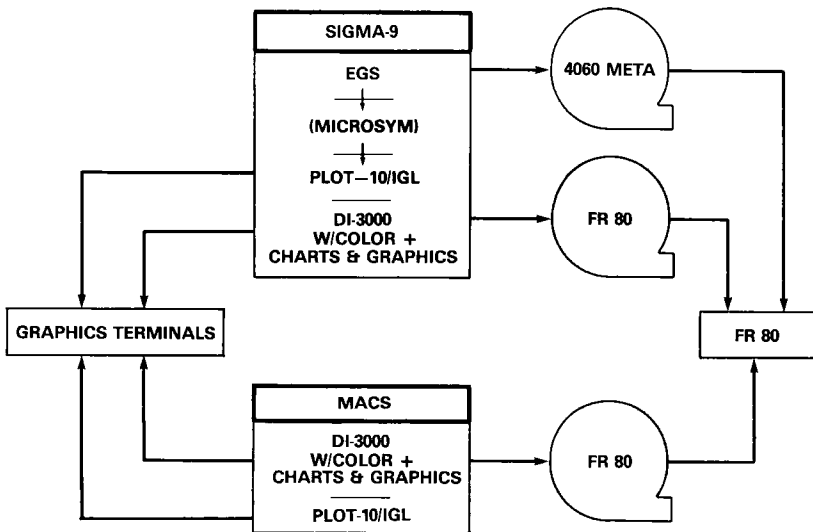 SIGMA-9
EGS
(MICROSYM)
PLOT—10/IGL
DI-3000
W/COLOR +
CHARTS & GRAPHICS
4060 META
FR 80
GRAPHICS TERMINALS
FR 80
MACS
DI-3000
W/COLOR +
CHARTS & GRAPHICS
PLOT-10/IGL
FR 80